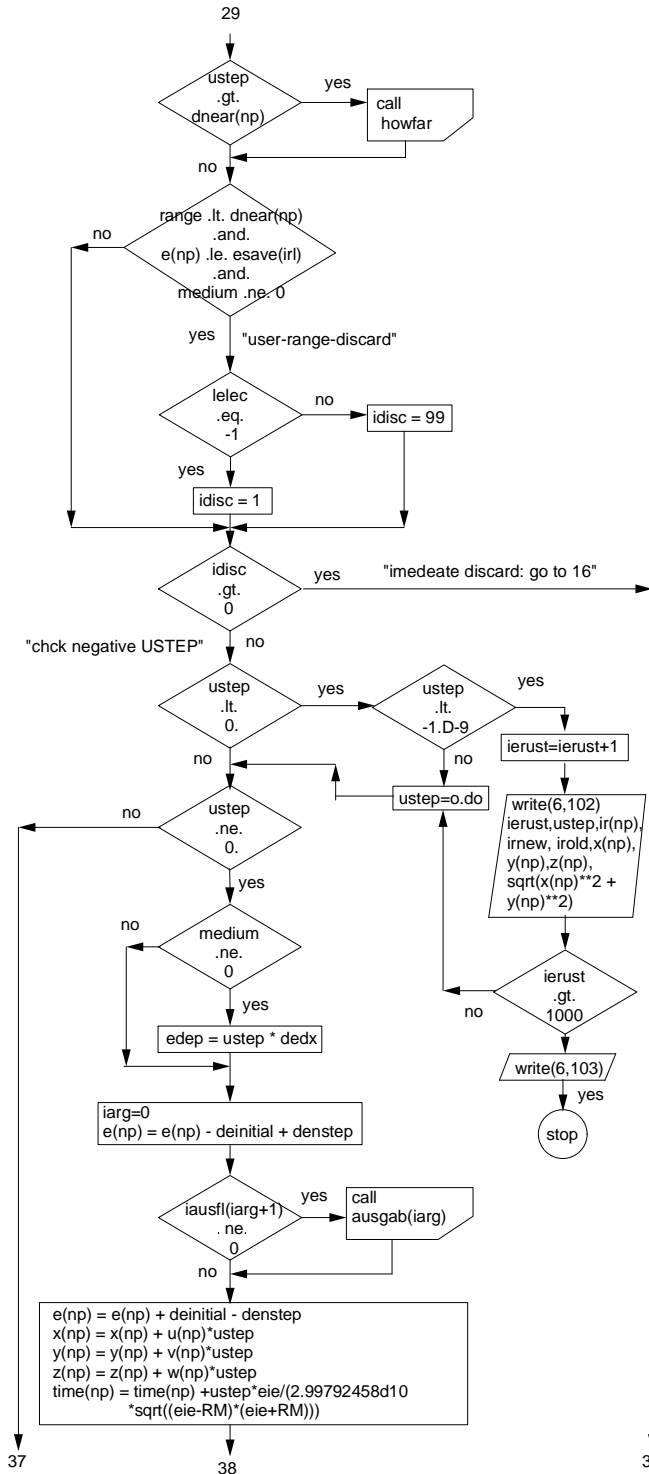 29
ustep
.gt.
dnear(np)
yes
call
howfar
no
range .lt. dnear(np)
.and.
e(np) .le. esave(irl)
.and.
medium .ne. 0
no
yes
"user-range-discard"
lelec
.eq.
-1
no
idisc = 99
yes
idisc = 1
idisc
.gt.
0
yes
"imedeate discard: go to 16"
"chck negative USTEP"
no
ustep
.lt.
0.
yes
ustep
.lt.
-1.D-9
yes
ierust=ierust+1
no
no
ustep=o.do
write(6,102)
ierust,ustep,ir(np),
irnew, irold,x(np),
y(np),z(np),
sqrt(x(np)**2 +
y(np)**2)
ustep
.ne.
0.
no
yes
medium
.ne.
0
no
yes
ierust
.gt.
1000
no
edep = ustep * dedx
write(6,103)
yes
stop
iarg=0
e(np) = e(np) - deinitial + denstep
iausfl(iarg+1)
. ne.
0
yes
call
ausgab(iarg)
no
e(np) = e(np) + deinitial - denstep
x(np) = x(np) + u(np)*ustep
y(np) = y(np) + v(np)*ustep
z(np) = z(np) + w(np)*ustep
time(np) = time(np) +ustep*eie/(2.99792458d10
*sqrt((eie-RM)*(eie+RM)))
37
38
3